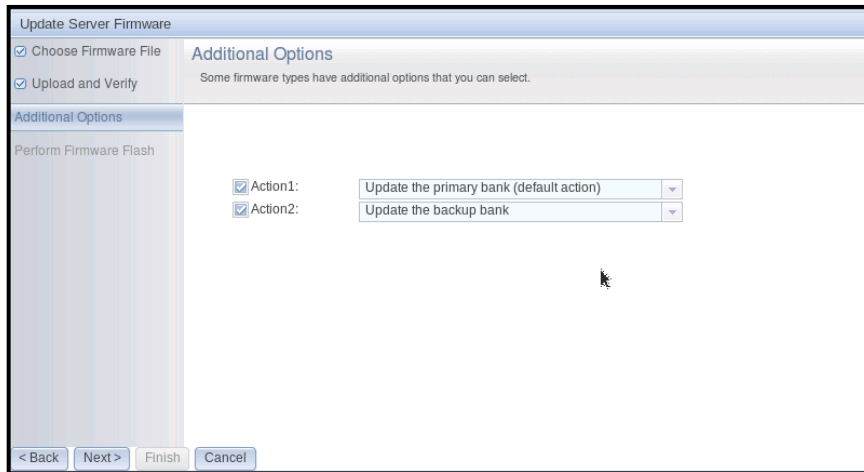 Update Server Firmware
Choose Firmware File
Upload and Verify
Additional Options
Perform Firmware Flash
Additional Options
Some firmware types have additional options that you can select.
Action1: Update the primary bank (default action)
Action2: Update the backup bank
< Back Next > Finish Cancel